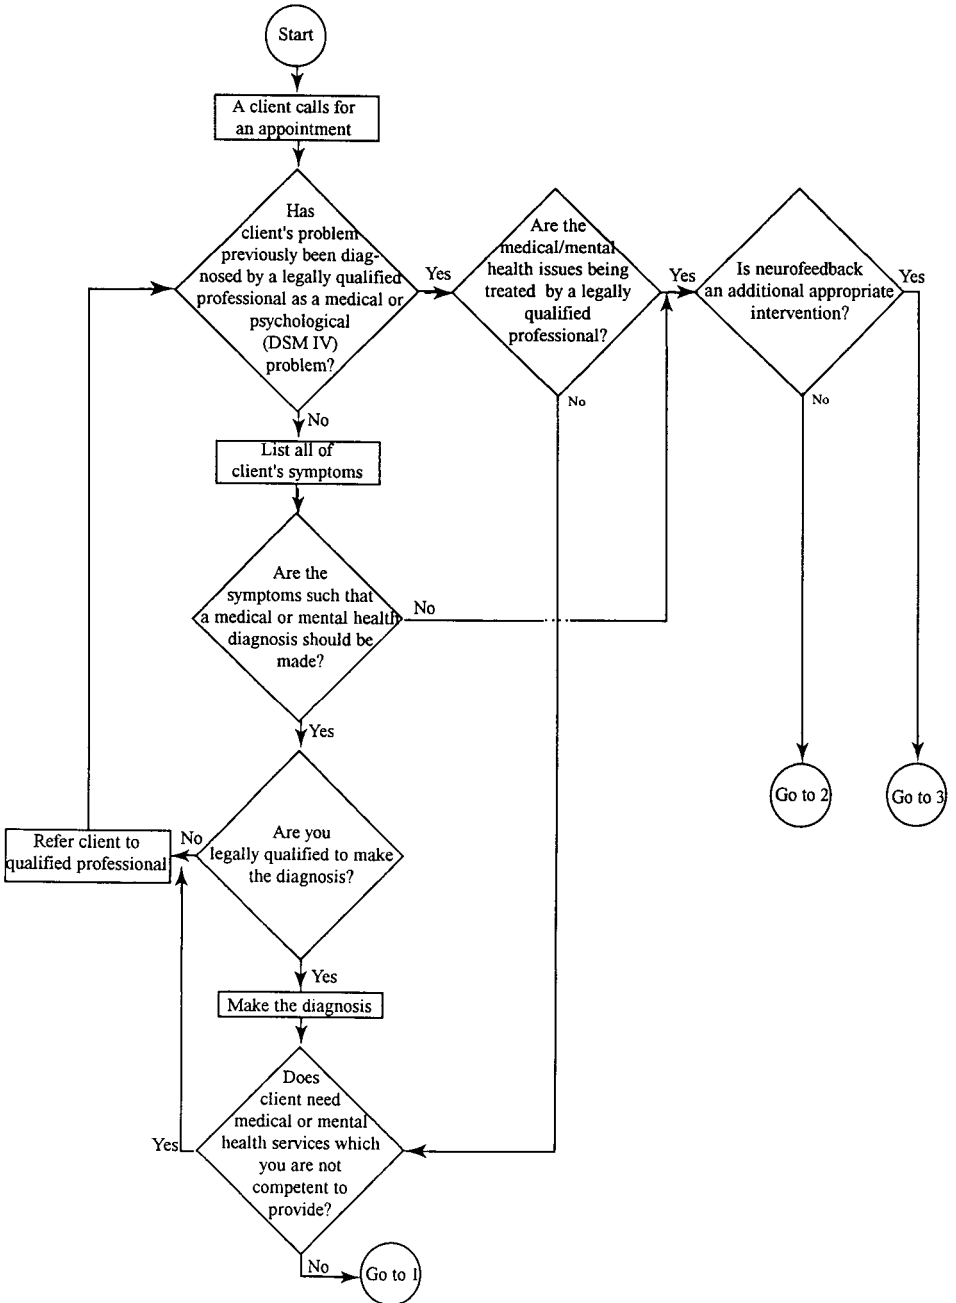 Start
A client calls for
an appointment
Has
client's problem
previously been diag-
nosed by a legally qualified
professional as a medical or
psychological
(DSM IV)
problem?
Yes
Are the
medical/mental
health issues being
treated by a legally
qualified
professional?
Yes
Is neurofeedback
an additional appropriate
intervention?
Yes
No
No
No
List all of
client's symptoms
Are the
symptoms such that
a medical or mental health
diagnosis should be
made?
No
Yes
Go to 2
Go to 3
Refer client to
qualified professional
No
Are you
legally qualified to make
the diagnosis?
Yes
Make the diagnosis
Does
client need
medical or mental
health services which
you are not
competent to
provide?
Yes
No
Go to 1